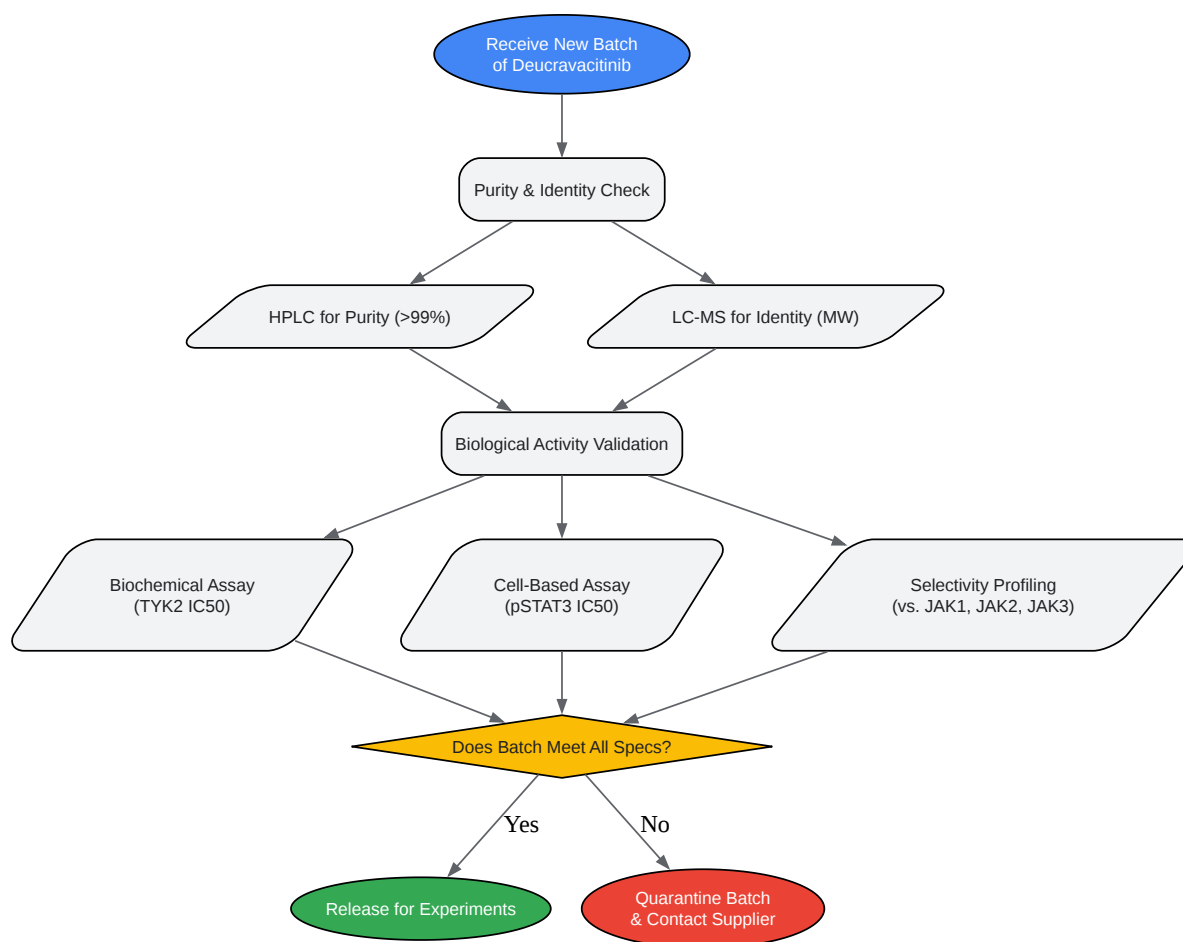 Receive New Batch
of Deucravacitinib
Purity & Identity Check
HPLC for Purity (>99%)
LC-MS for Identity (MW)
Biological Activity Validation
Biochemical Assay
(TYK2 IC50)
Cell-Based Assay
(pSTAT3 IC50)
Selectivity Profiling
(vs. JAK1, JAK2, JAK3)
Does Batch Meet All Specs?
Yes
No
Release for Experiments
Quarantine Batch
& Contact Supplier